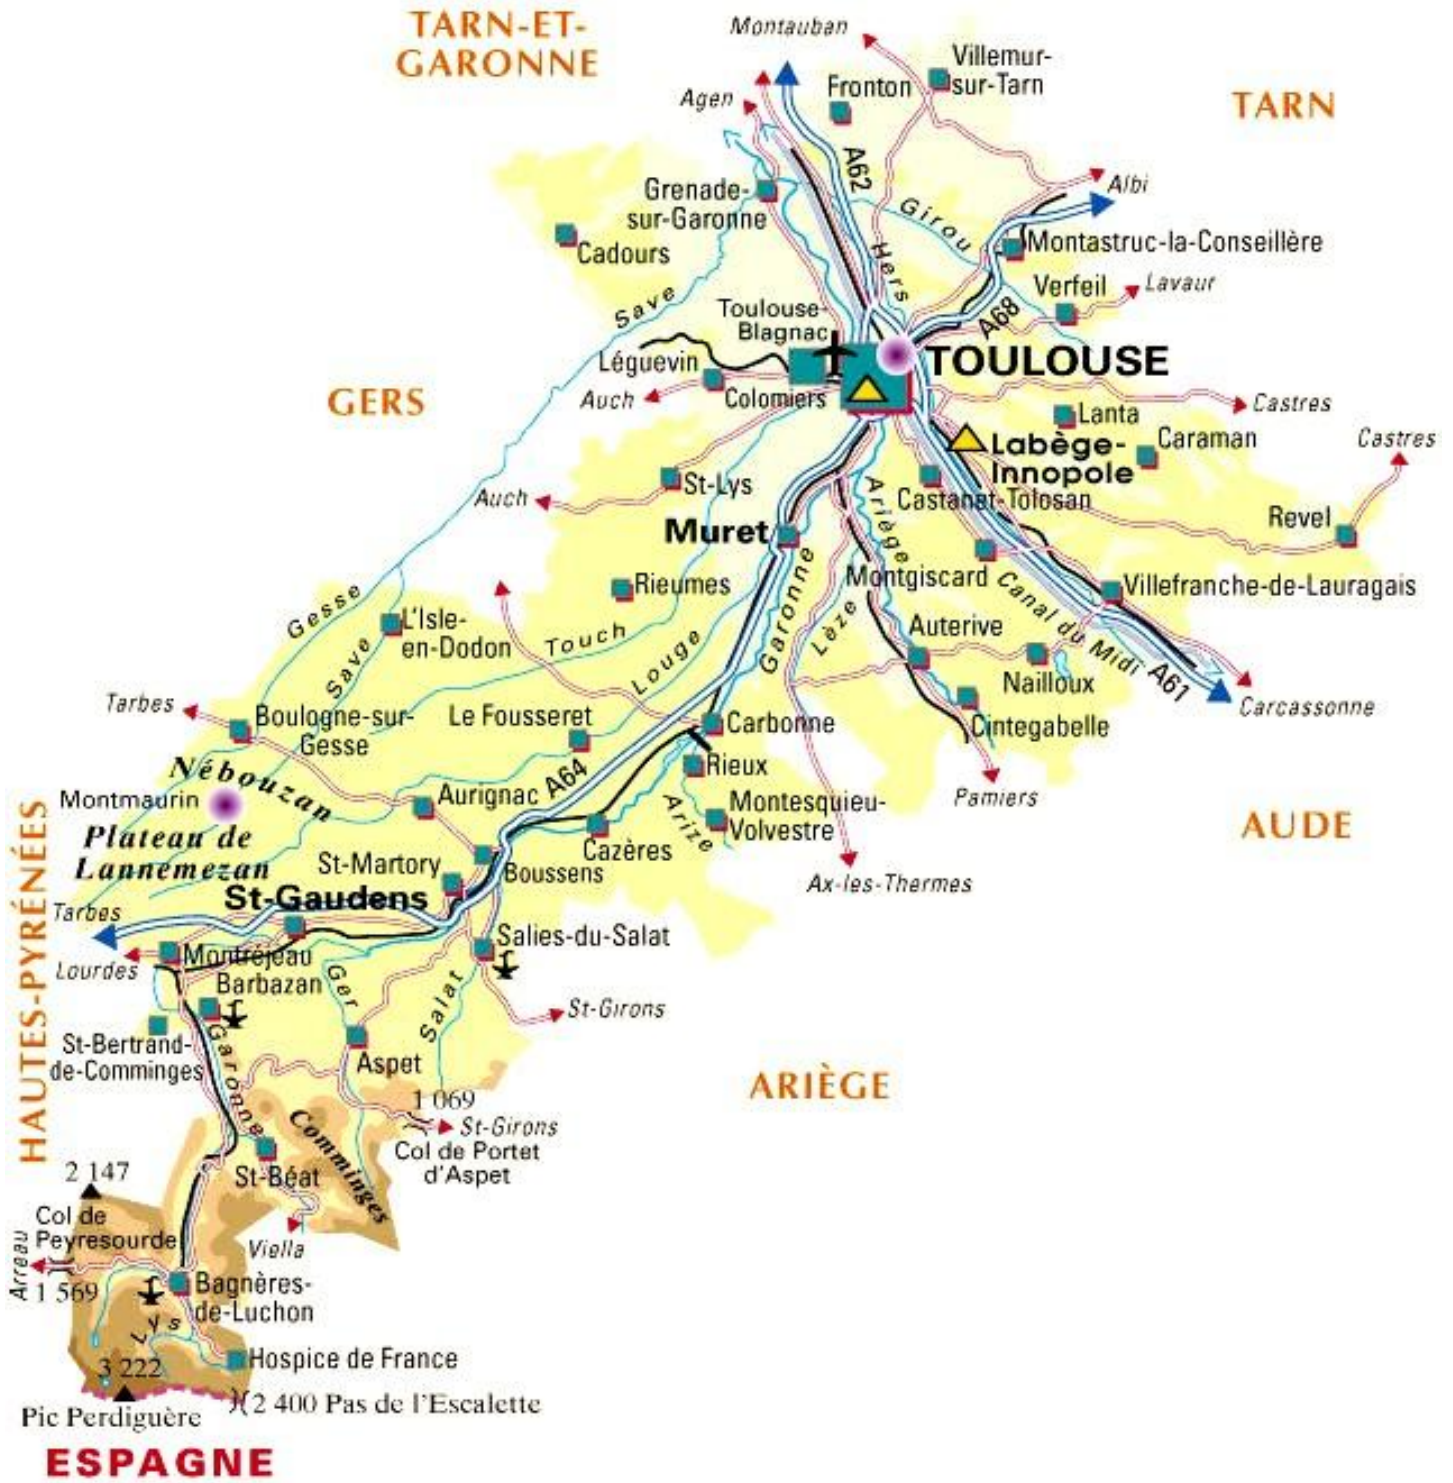 TARN-ET-
GARONNE
Montauban
Villemur-
sur-Tarn
Fronton
Agen
TARN
A62
Albi
Grenade-
sur-Garonne
Girou
Cadours
Montastruc-la-Conseillère
Hers
Verfeil
Lavaur
Save
Toulouse-
Blagnac
A68
TOULOUSE
Léguevin
GERS
Auch
Colomiers
Castres
Lanta
Caraman
Castres
Labège-
Innopole
St-Lys
Auch
Ariège
Castanet-Tolosan
Revel
Muret
Rieumes
Garonne
Montgiscard
Villefranche-de-Lauragais
Gesse
L'Isle-
en-Dodon
Touch
Lèze
Canal du Midi
Auterive
Save
Louge
Nailloux
A61
Tarbes
Boulogne-sur-
Gesse
Le Fousseret
Carbonne
Cintegabelle
Carcassonne
Nébouzan
A64
Rieux
Montmaurin
Aurignac
Pamiers
Arize
Montesquieu-
Volvestre
AUDE
Plateau de
Lannemezan
St-Martory
Boussens
Cazères
HAUTES-PYRÉNÉES
St-Gaudens
Ax-les-Thermes
Tarbes
Salies-du-Salat
Lourdes
Montréjeau
Barbazan
Ger
Salat
St-Girons
St-Bertrand-
de-Comminges
Garonne
Aspet
ARIÈGE
1 069
St-Girons
Col de Portet
d'Aspet
Comminges
2 147
St-Béat
Col de
Peyresourde
Viella
Arreau
1 569
Bagnères-
de-Luchon
Lys
Hospice de France
3 222
Pic Perdiguère
2 400 Pas de l'Escalette
ESPAGNE